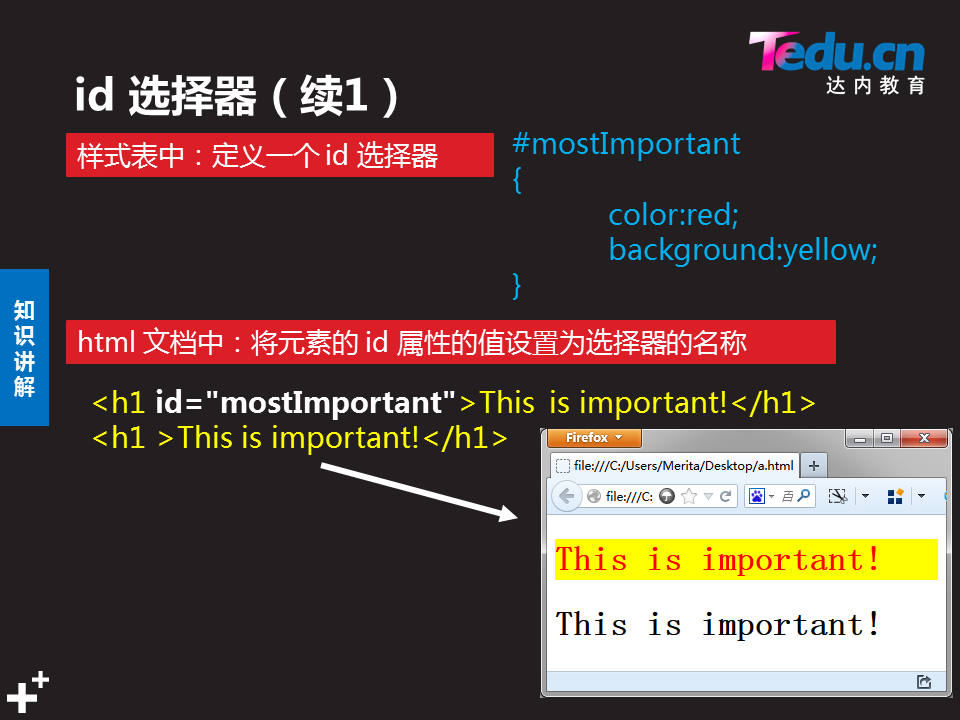 Tedu.cn
达内教育
id 选择器（续1）
样式表中：定义一个 id 选择器
#mostImportant
{
color:red;
background:yellow;
}
知识讲解
html 文档中：将元素的 id 属性的值设置为选择器的名称
<h1 id="mostImportant">This is important!</h1>
<h1 >This is important!</h1>
Firefox
file:///C:/Users/Merita/Desktop/a.html
file:///C:
百
This is important!
This is important!